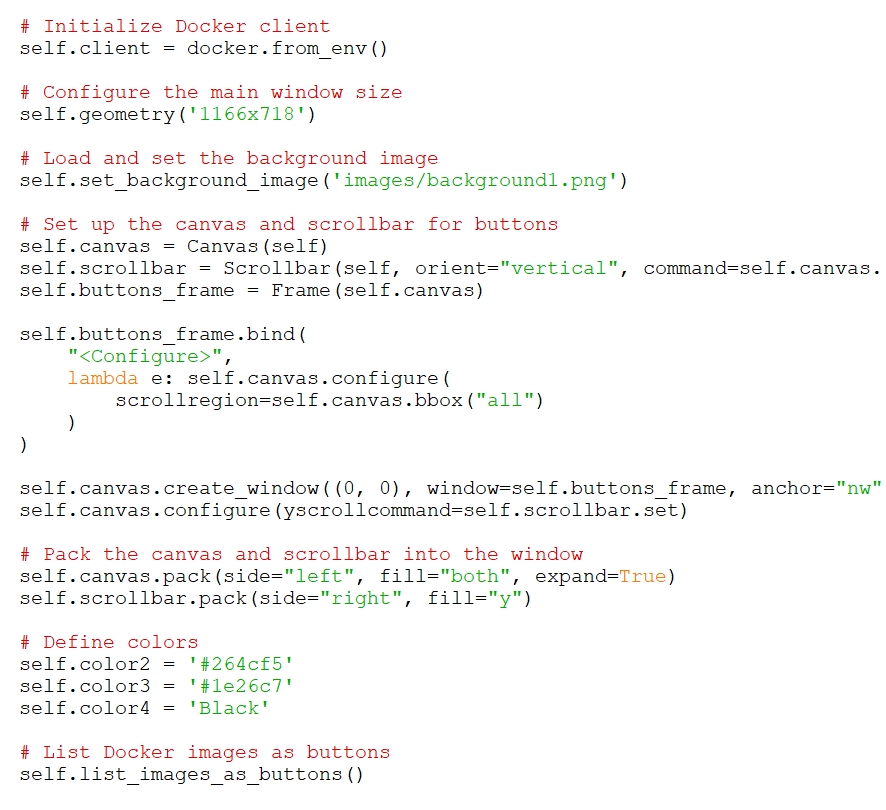 # Initialize Docker client
self.client = docker.from_env()
# Configure the main window size
self.geometry('1166x718')
# Load and set the background image
self.set_background_image('images/background1.png')
# Set up the canvas and scrollbar for buttons
self.canvas = Canvas(self)
self.scrollbar = Scrollbar(self, orient="vertical", command=self.canvas.
self.buttons_frame = Frame(self.canvas)
self.buttons_frame.bind(
    "<Configure>",
    lambda e: self.canvas.configure(
        scrollregion=self.canvas.bbox("all")
    )
)
self.canvas.create_window((0, 0), window=self.buttons_frame, anchor="nw"
self.canvas.configure(yscrollcommand=self.scrollbar.set)
# Pack the canvas and scrollbar into the window
self.canvas.pack(side="left", fill="both", expand=True)
self.scrollbar.pack(side="right", fill="y")
# Define colors
self.color2 = '#264cf5'
self.color3 = '#1e26c7'
self.color4 = 'Black'
# List Docker images as buttons
self.list_images_as_buttons()